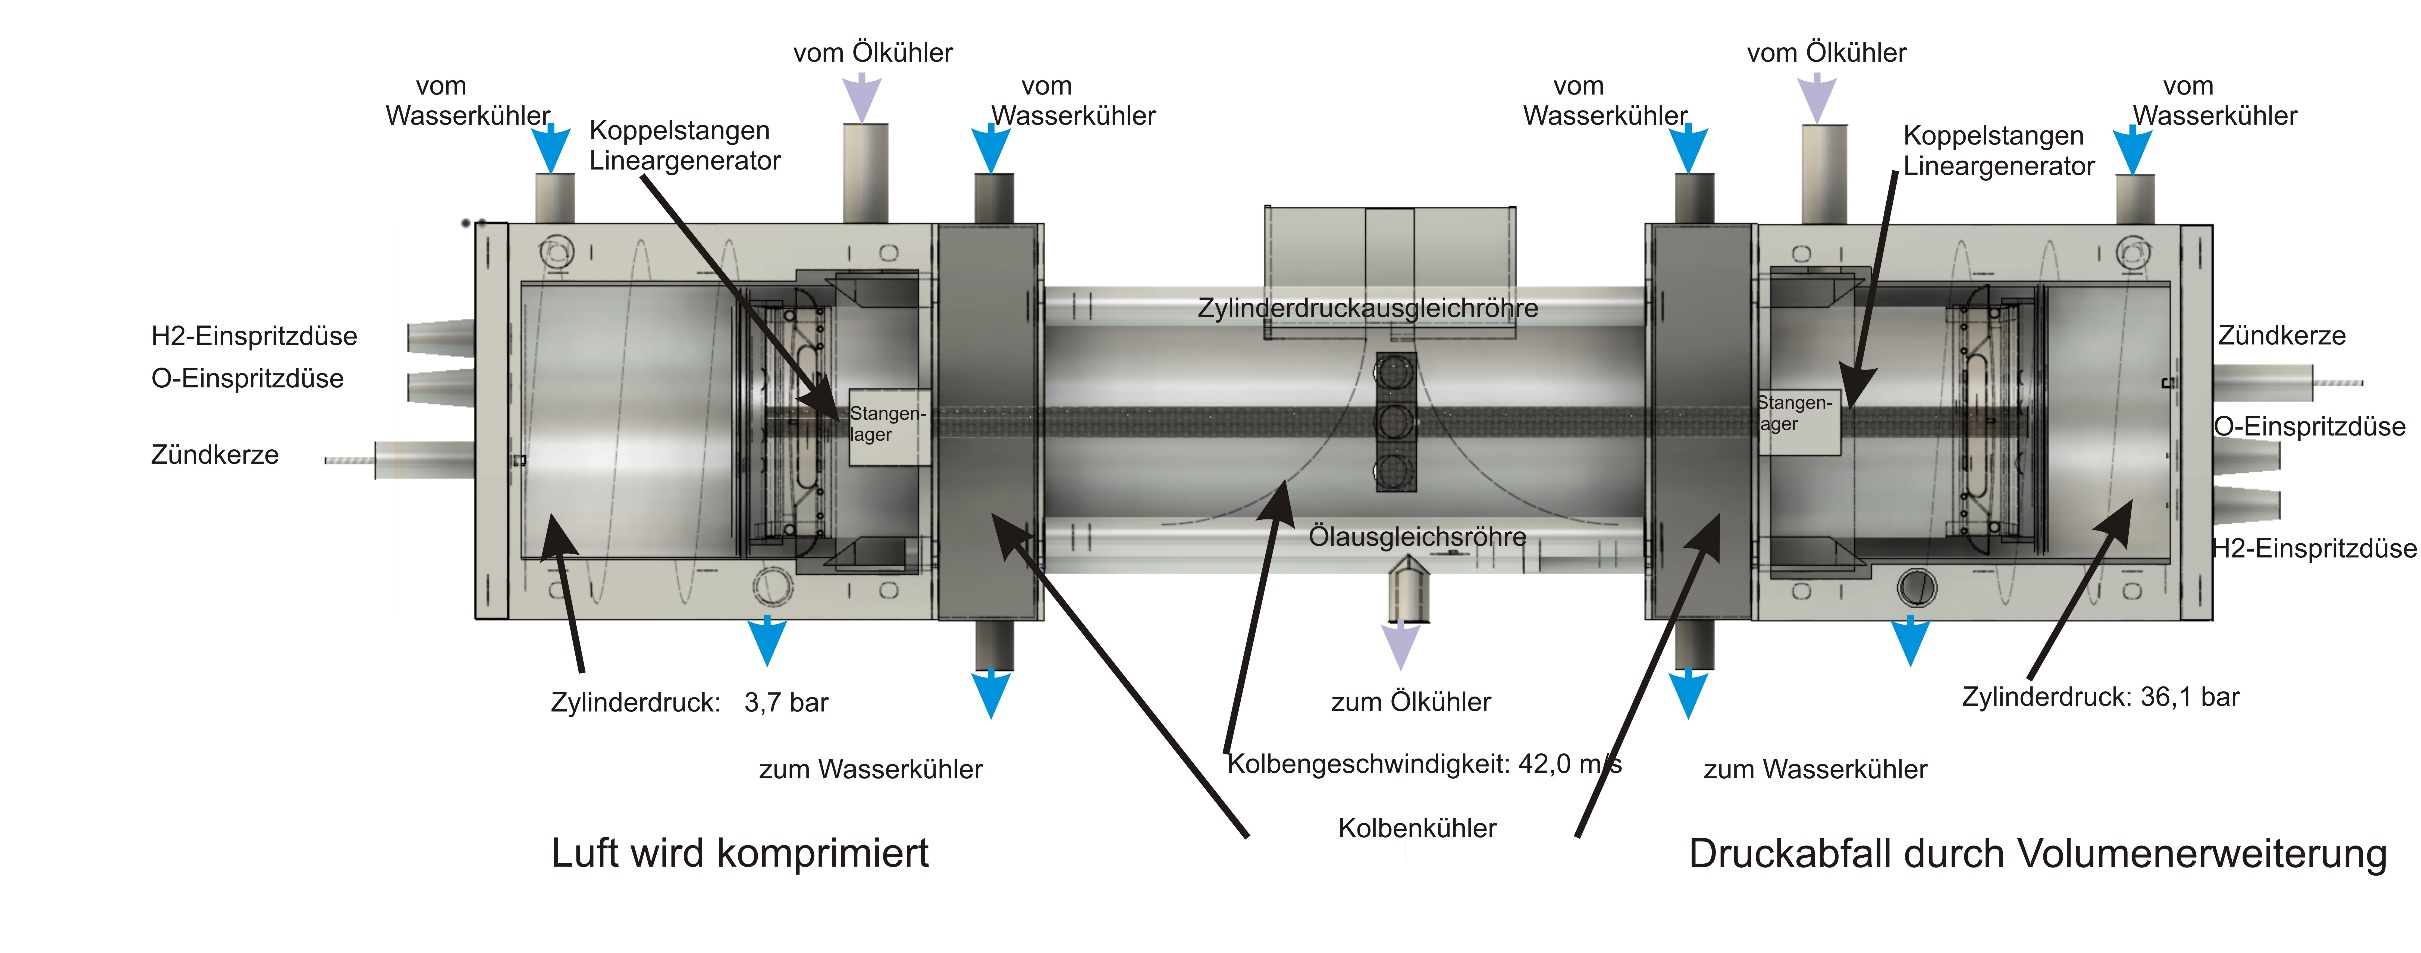 vom Ölkühler
vom Ölkühler
vom
Wasserkühler
vom
Wasserkühler
vom
Wasserkühler
vom
Wasserkühler
Koppelstangen
Lineargenerator
Koppelstangen
Lineargenerator
Zylinderdruckausgleichröhre
H2-Einspritzdüse
O-Einspritzdüse
Zündkerze
Zündkerze
O-Einspritzdüse
H2-Einspritzdüse
Stangen-
lager
Stangen-
lager
Ölausgleichsröhre
Zylinderdruck: 3,7 bar
zum Ölkühler
Zylinderdruck: 36,1 bar
zum Wasserkühler
Kolbengeschwindigkeit: 42,0 m/s
zum Wasserkühler
Kolbenkühler
Luft wird komprimiert
Druckabfall durch Volumenerweiterung